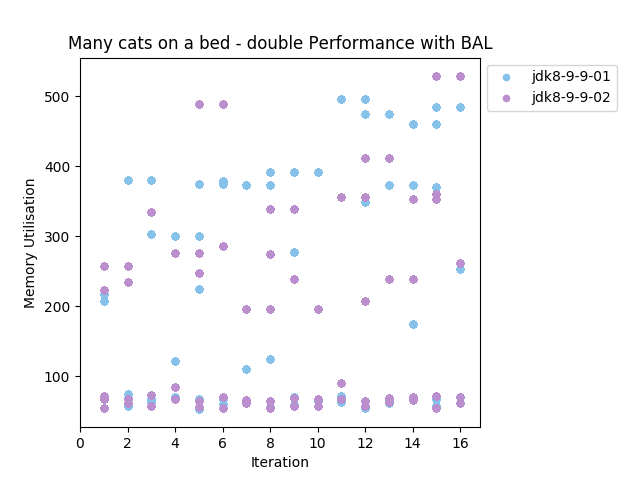 Many cats on a bed - double Performance with BAL
jdk8-9-9-01
jdk8-9-9-02
500
400
300
200
100
Memory Utilisation
0 2 4 6 8 10 12 14 16
Iteration